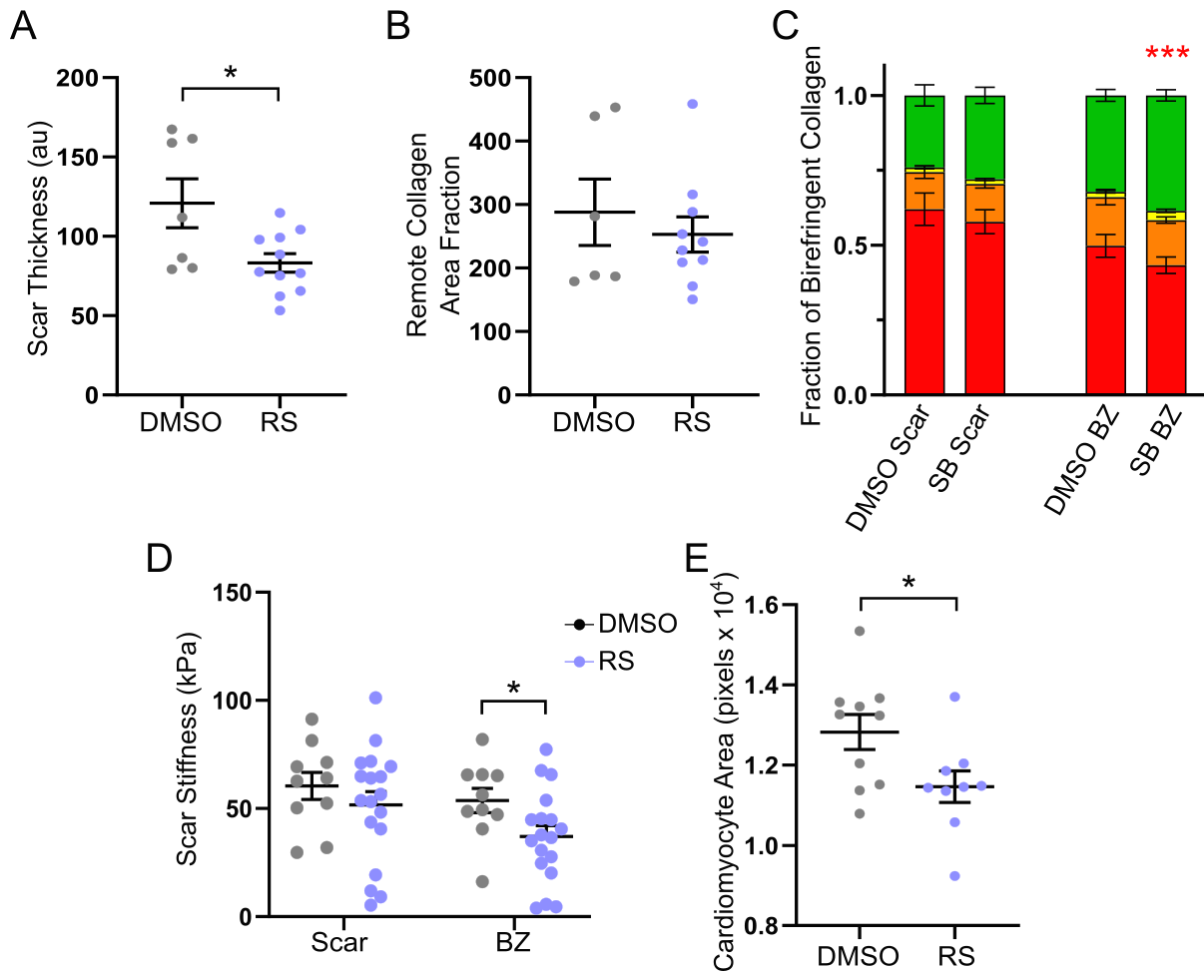 A
Scar Thickness (au)
200
150
100
50
0
*
DMSO
RS
B
Remote Collagen
Area Fraction
500
400
300
200
100
0
DMSO
RS
C
Fraction of Birefringent Collagen
1.0
0.5
0.0
***
DMSO Scar
SB Scar
DMSO BZ
SB BZ
D
Scar Stiffness (kPa)
150
100
50
0
*
DMSO
RS
Scar
BZ
E
Cardiomyocyte Area (pixels x 10⁴)
1.6
1.4
1.2
1.0
0.8
*
DMSO
RS